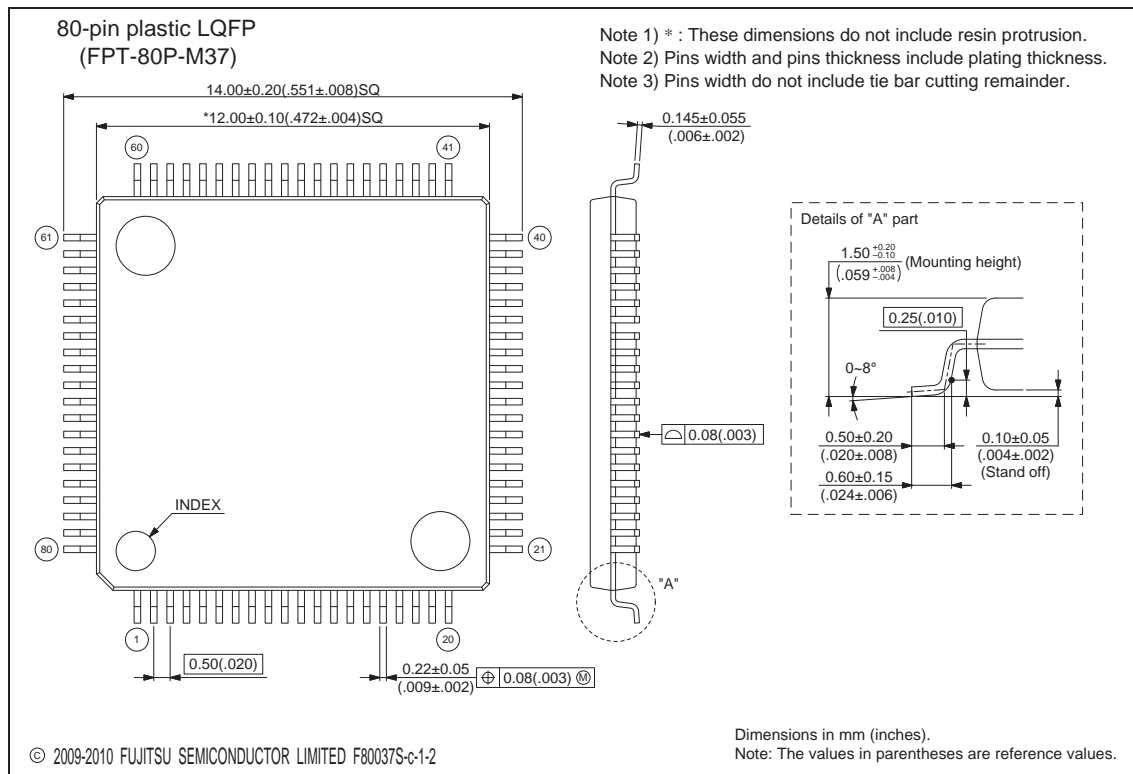 80-pin plastic LQFP
(FPT-80P-M37)
Note 1) * : These dimensions do not include resin protrusion.
Note 2) Pins width and pins thickness include plating thickness.
Note 3) Pins width do not include tie bar cutting remainder.
14.00±0.20(.551±.008)SQ
*12.00±0.10(.472±.004)SQ
0.145±0.055
(.006±.002)
60
41
61
40
Details of "A" part
1.50 +0.20 −0.10
(.059 +.008 −.004)
(Mounting height)
0.25(.010)
0~8°
0.08(.003)
0.50±0.20
(.020±.008)
0.10±0.05
(.004±.002)
(Stand off)
0.60±0.15
(.024±.006)
INDEX
80
21
"A"
1
20
0.50(.020)
0.22±0.05
(.009±.002)
⌖ 0.08(.003) Ⓜ
Dimensions in mm (inches).
Note: The values in parentheses are reference values.
© 2009-2010 FUJITSU SEMICONDUCTOR LIMITED F80037S-c-1-2